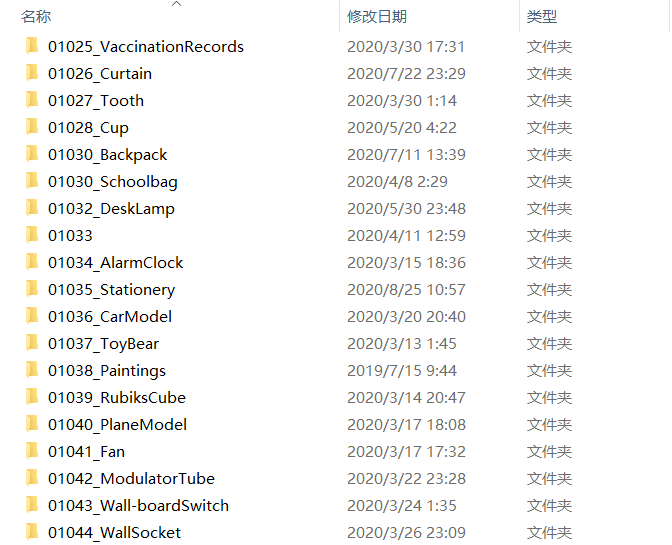 名称 修改日期 类型
01025_VaccinationRecords 2020/3/30 17:31 文件夹
01026_Curtain 2020/7/22 23:29 文件夹
01027_Tooth 2020/3/30 1:14 文件夹
01028_Cup 2020/5/20 4:22 文件夹
01030_Backpack 2020/7/11 13:39 文件夹
01030_Schoolbag 2020/4/8 2:29 文件夹
01032_DeskLamp 2020/5/30 23:48 文件夹
01033 2020/4/11 12:59 文件夹
01034_AlarmClock 2020/3/15 18:36 文件夹
01035_Stationery 2020/8/25 10:57 文件夹
01036_CarModel 2020/3/20 20:40 文件夹
01037_ToyBear 2020/3/13 1:45 文件夹
01038_Paintings 2019/7/15 9:44 文件夹
01039_RubiksCube 2020/3/14 20:47 文件夹
01040_PlaneModel 2020/3/17 18:08 文件夹
01041_Fan 2020/3/17 17:32 文件夹
01042_ModulatorTube 2020/3/22 23:28 文件夹
01043_Wall-boardSwitch 2020/3/24 1:35 文件夹
01044_WallSocket 2020/3/26 23:09 文件夹